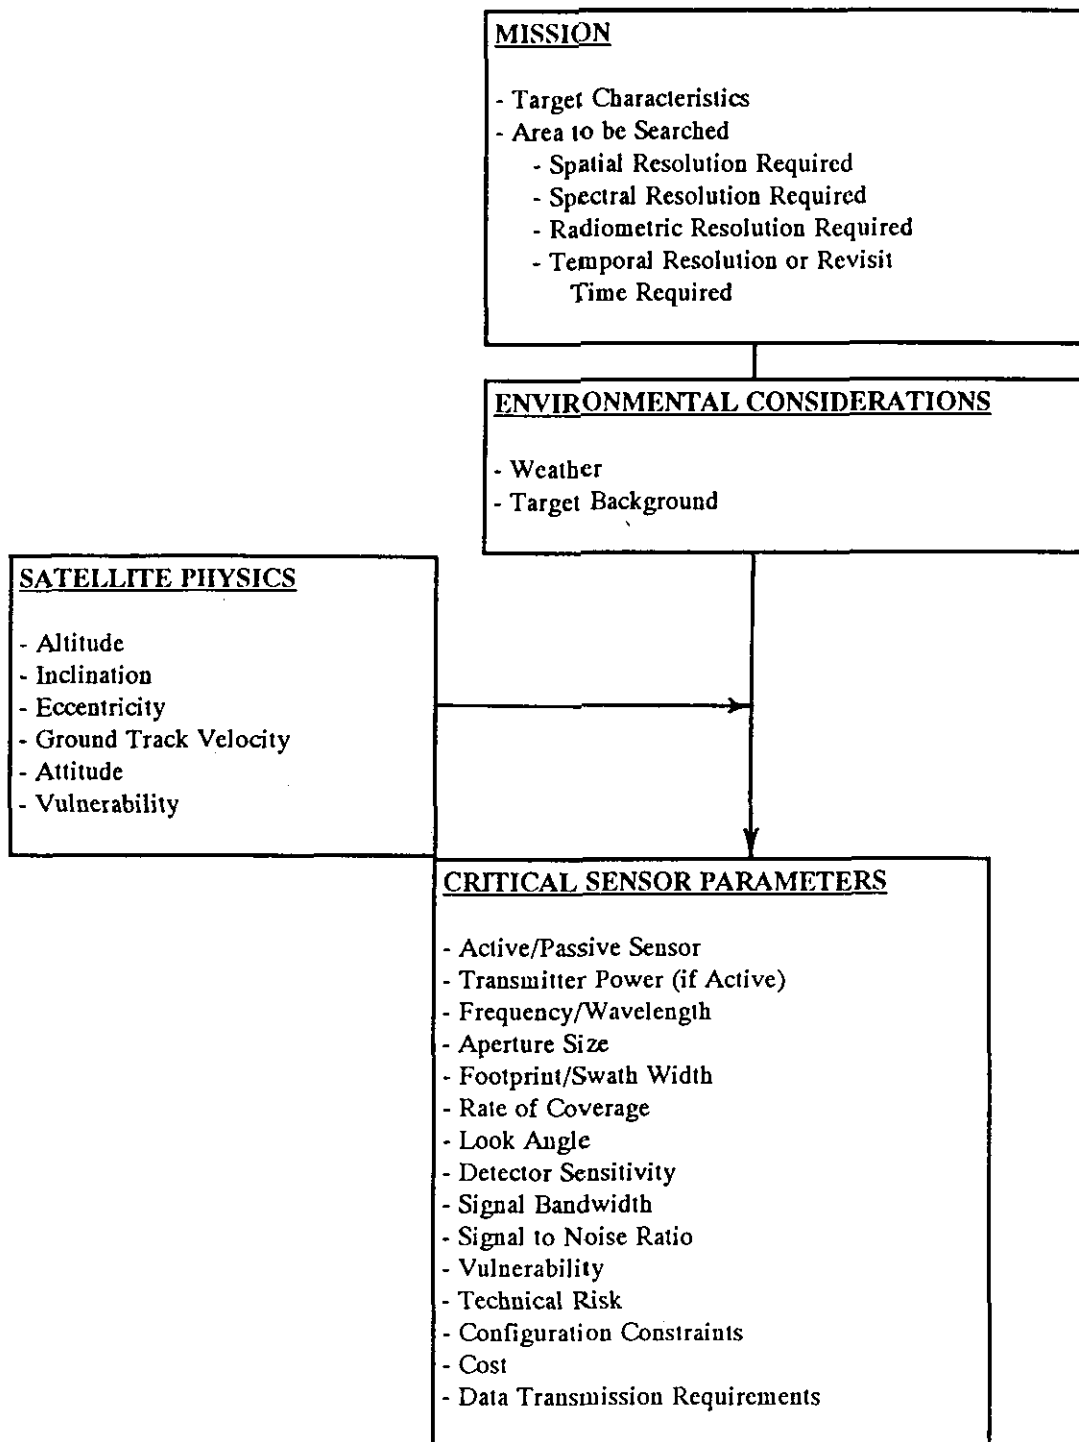 MISSION
- Target Characteristics
- Area to be Searched
- Spatial Resolution Required
- Spectral Resolution Required
- Radiometric Resolution Required
- Temporal Resolution or Revisit
Time Required
ENVIRONMENTAL CONSIDERATIONS
- Weather
- Target Background
SATELLITE PHYSICS
- Altitude
- Inclination
- Eccentricity
- Ground Track Velocity
- Attitude
- Vulnerability
CRITICAL SENSOR PARAMETERS
- Active/Passive Sensor
- Transmitter Power (if Active)
- Frequency/Wavelength
- Aperture Size
- Footprint/Swath Width
- Rate of Coverage
- Look Angle
- Detector Sensitivity
- Signal Bandwidth
- Signal to Noise Ratio
- Vulnerability
- Technical Risk
- Configuration Constraints
- Cost
- Data Transmission Requirements